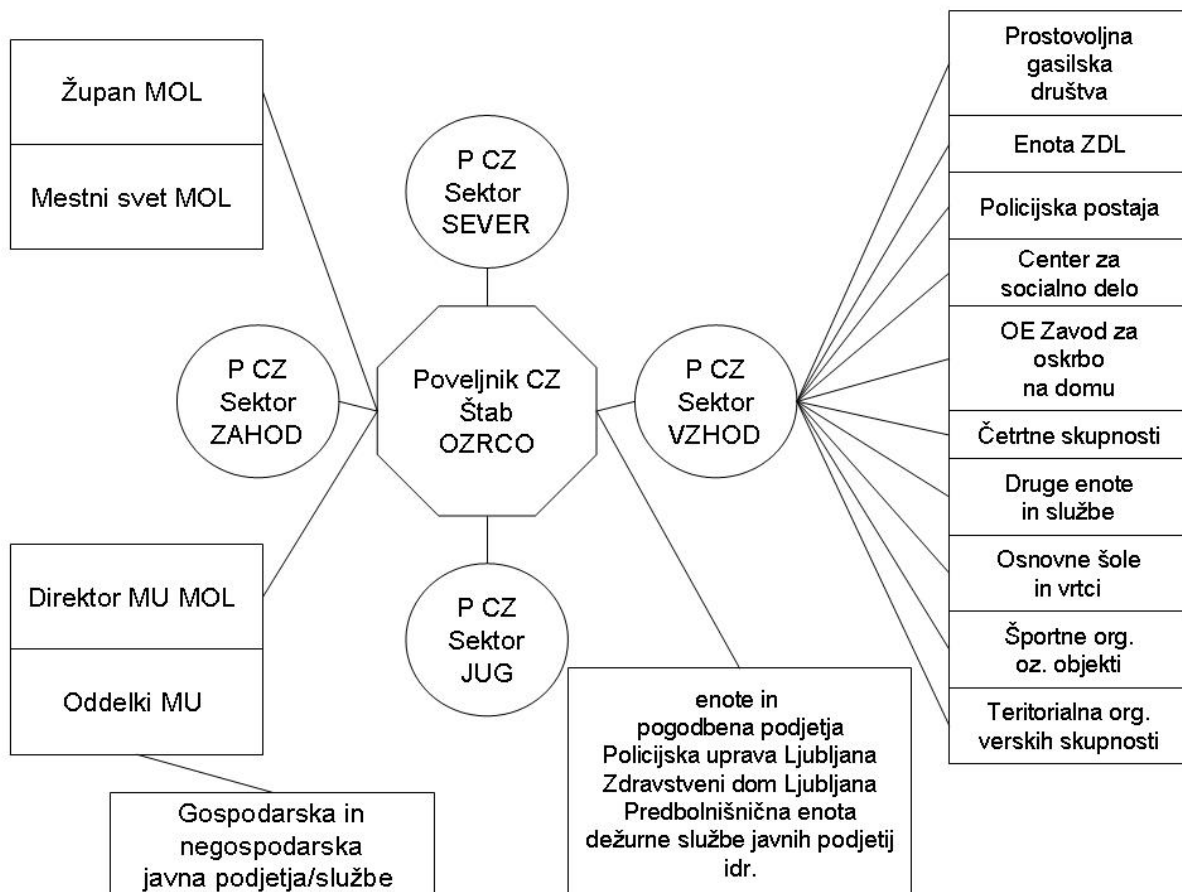 Župan MOL
Mestni svet MOL
P CZ
Sektor
SEVER
P CZ
Sektor
ZAHOD
Poveljnik CZ
Štab
OZRCO
P CZ
Sektor
VZHOD
P CZ
Sektor
JUG
Direktor MU MOL
Oddelki MU
Gospodarska in
negospodarska
javna podjetja/službe
enote in
pogodbena podjetja
Policijska uprava Ljubljana
Zdravstveni dom Ljubljana
Predbolnišnična enota
dežurne službe javnih podjetij
idr.
Prostovoljna
gasilska
društva
Enota ZDL
Policijska postaja
Center za
socialno delo
OE Zavod za
oskrbo
na domu
Četrtne skupnosti
Druge enote
in službe
Osnovne šole
in vrtci
Športne org.
oz. objekti
Teritorialna org.
verskih skupnosti